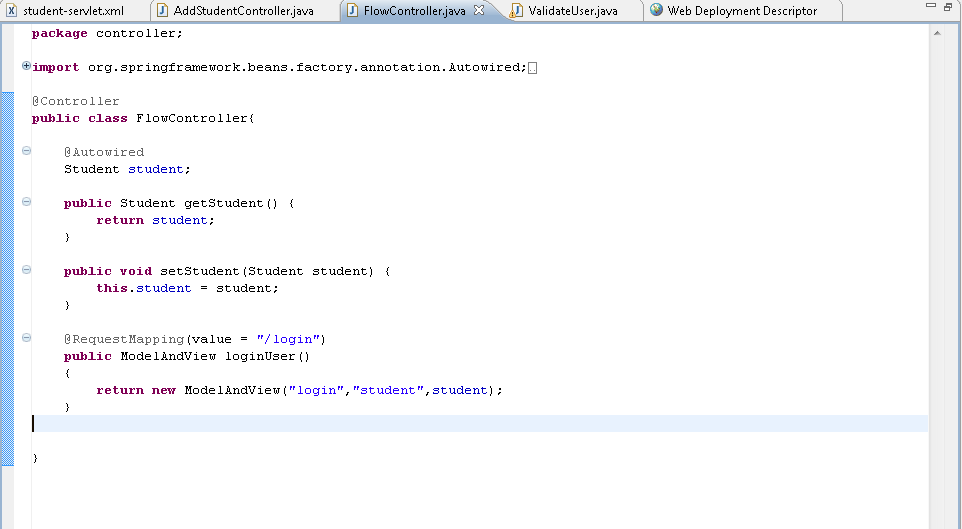 student-servlet.xml AddStudentController.java FlowController.java ValidateUser.java Web Deployment Descriptor
package controller;
import org.springframework.beans.factory.annotation.Autowired;
@Controller
public class FlowController{
@Autowired
Student student;
public Student getStudent() {
return student;
}
public void setStudent(Student student) {
this.student = student;
}
@RequestMapping(value = "/login")
public ModelAndView loginUser()
{
return new ModelAndView("login","student",student);
}
}